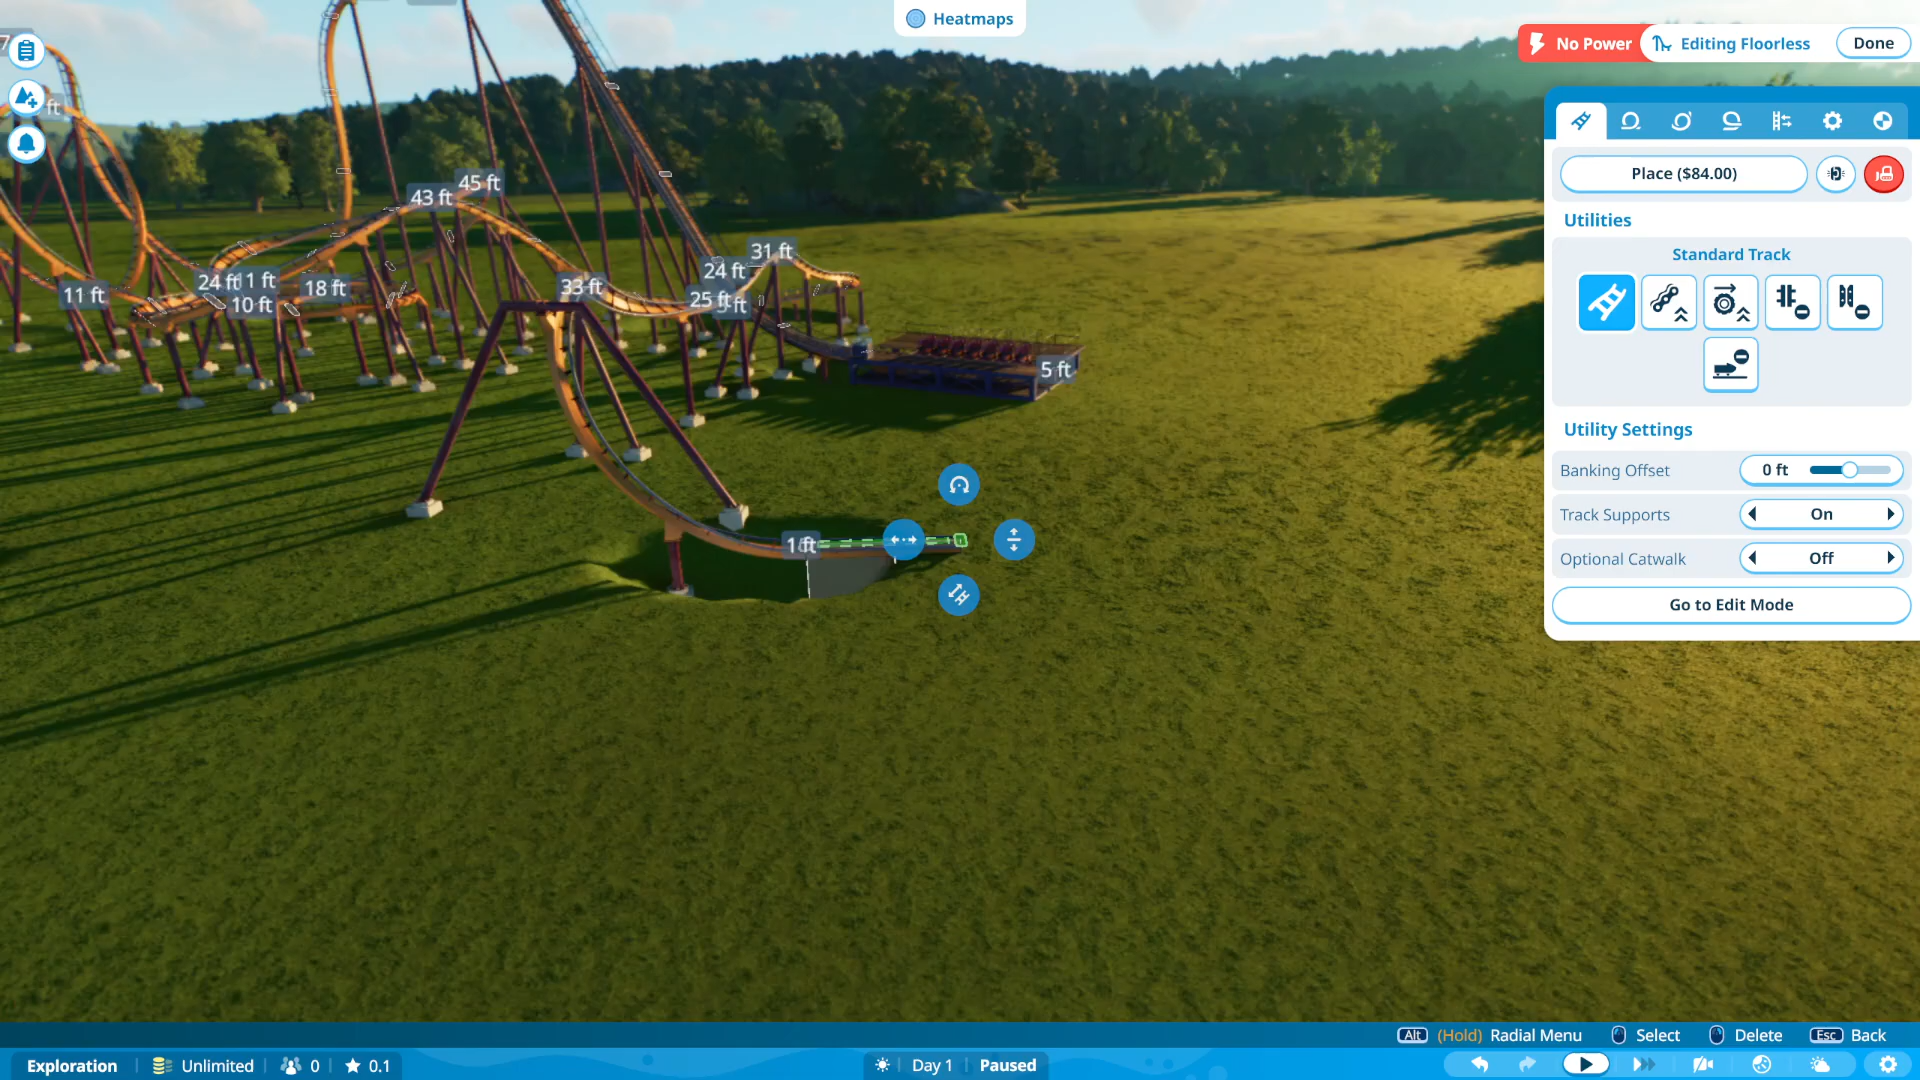 Heatmaps
No Power
Editing Floorless
Done
7
ft
Place ($84.00)
Utilities
Standard Track
Utility Settings
Banking Offset
0 ft
Track Supports
On
Optional Catwalk
Off
Go to Edit Mode
45 ft
43 ft
31 ft
24 ft
33 ft
25 ft
ft
24 ft
1 ft
18 ft
11 ft
10 ft
5 ft
1 ft
Alt (Hold) Radial Menu
Select
Delete
Esc Back
Exploration
Unlimited
0
0.1
Day 1
Paused